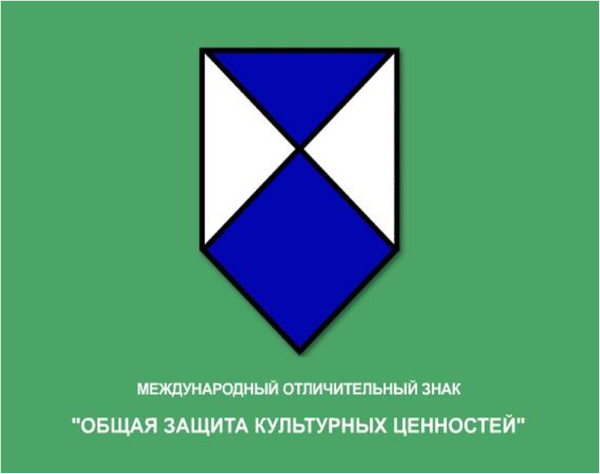 МЕЖДУНАРОДНЫЙ ОТЛИЧИТЕЛЬНЫЙ ЗНАК
"ОБЩАЯ ЗАЩИТА КУЛЬТУРНЫХ ЦЕННОСТЕЙ"